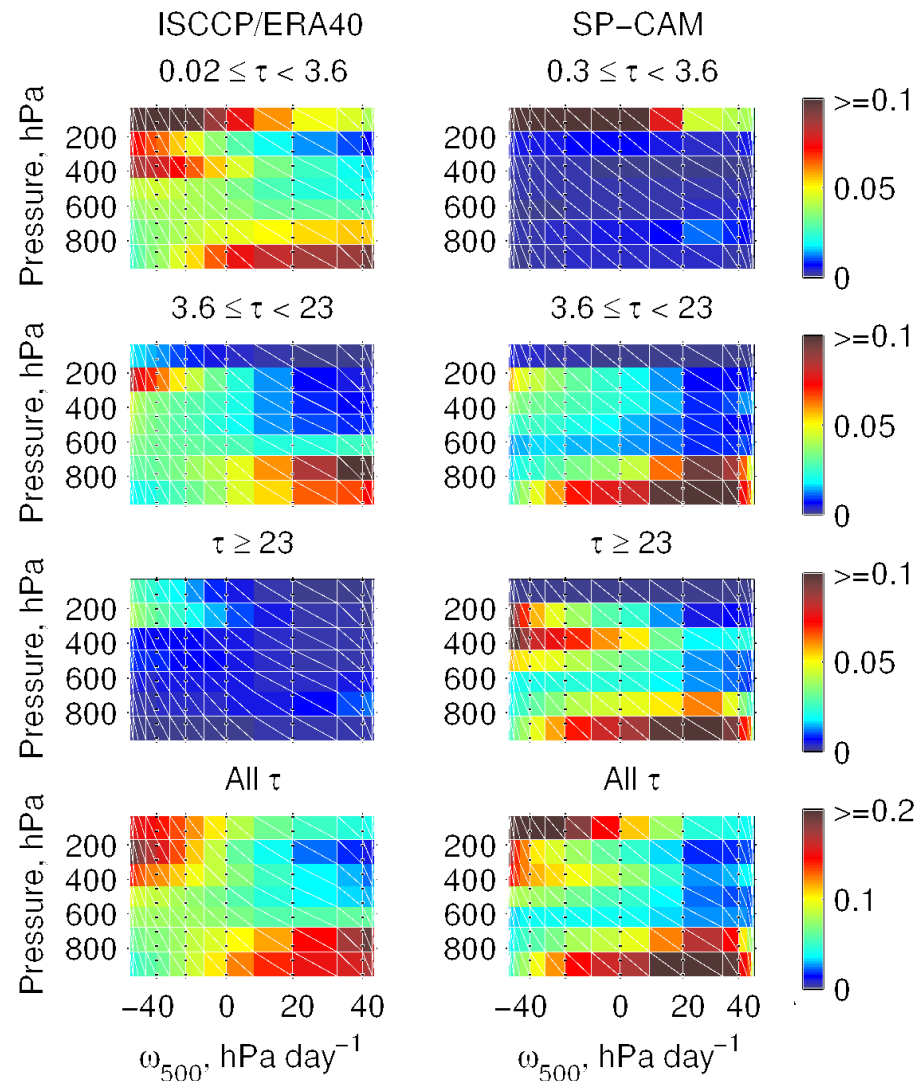 ISCCP/ERA40 SP−CAM
0.02 ≤ τ < 3.6 0.3 ≤ τ < 3.6
Pressure, hPa
200
400
600
800
>=0.1
0.05
0
3.6 ≤ τ < 23 3.6 ≤ τ < 23
Pressure, hPa
200
400
600
800
>=0.1
0.05
0
τ ≥ 23 τ ≥ 23
Pressure, hPa
200
400
600
800
>=0.1
0.05
0
All τ All τ
Pressure, hPa
200
400
600
800
>=0.2
0.1
0
−40 0 20 40 −40 0 20 40
ω500, hPa day−1 ω500, hPa day−1